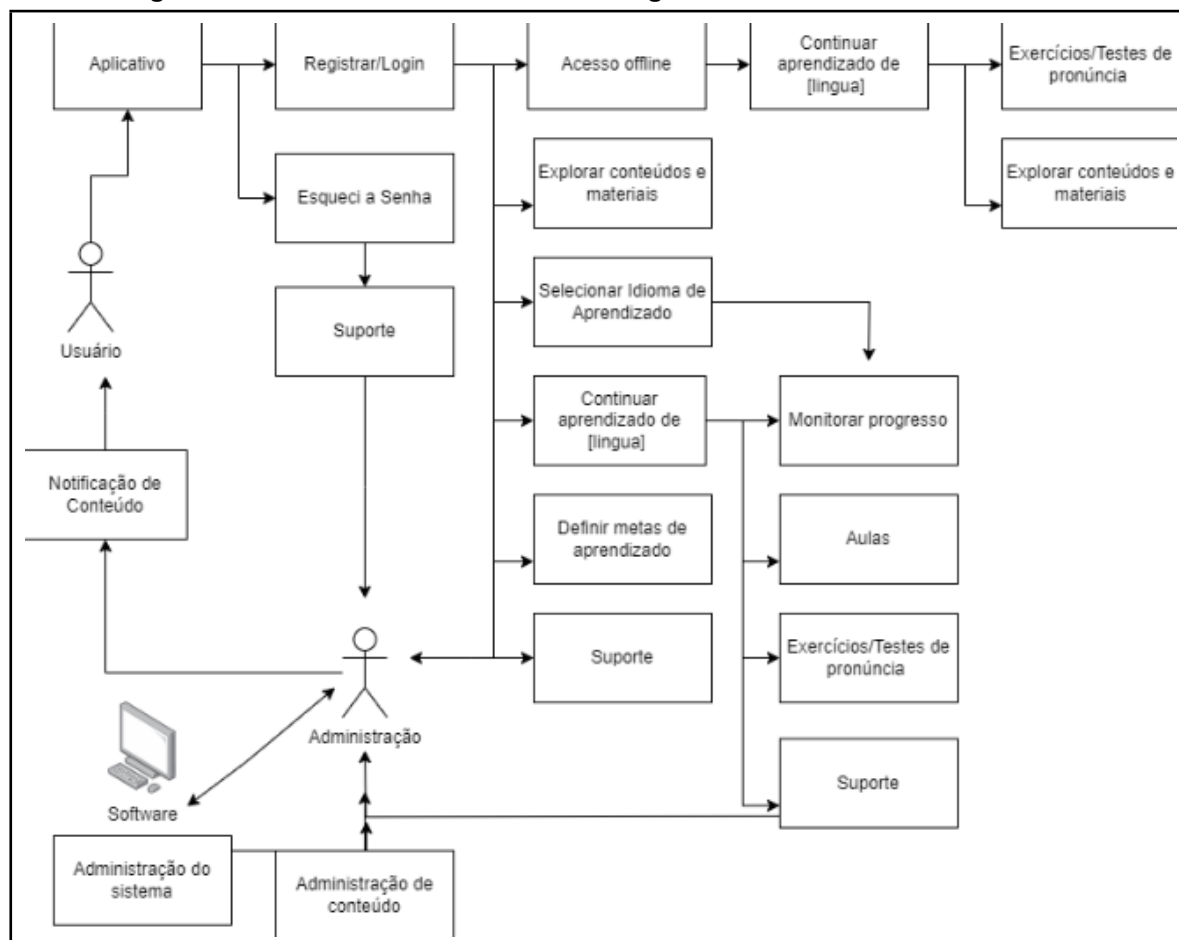 Aplicativo
Registrar/Login
Acesso offline
Continuar
aprendizado de
[lingua]
Exercícios/Testes de
pronúncia
Esqueci a Senha
Explorar conteúdos e
materiais
Explorar conteúdos e
materiais
Selecionar Idioma de
Aprendizado
Suporte
Usuário
Continuar
aprendizado de
[lingua]
Monitorar progresso
Notificação de
Conteúdo
Definir metas de
aprendizado
Aulas
Suporte
Exercícios/Testes de
pronúncia
Administração
Suporte
Software
Administração do
sistema
Administração de
conteúdo